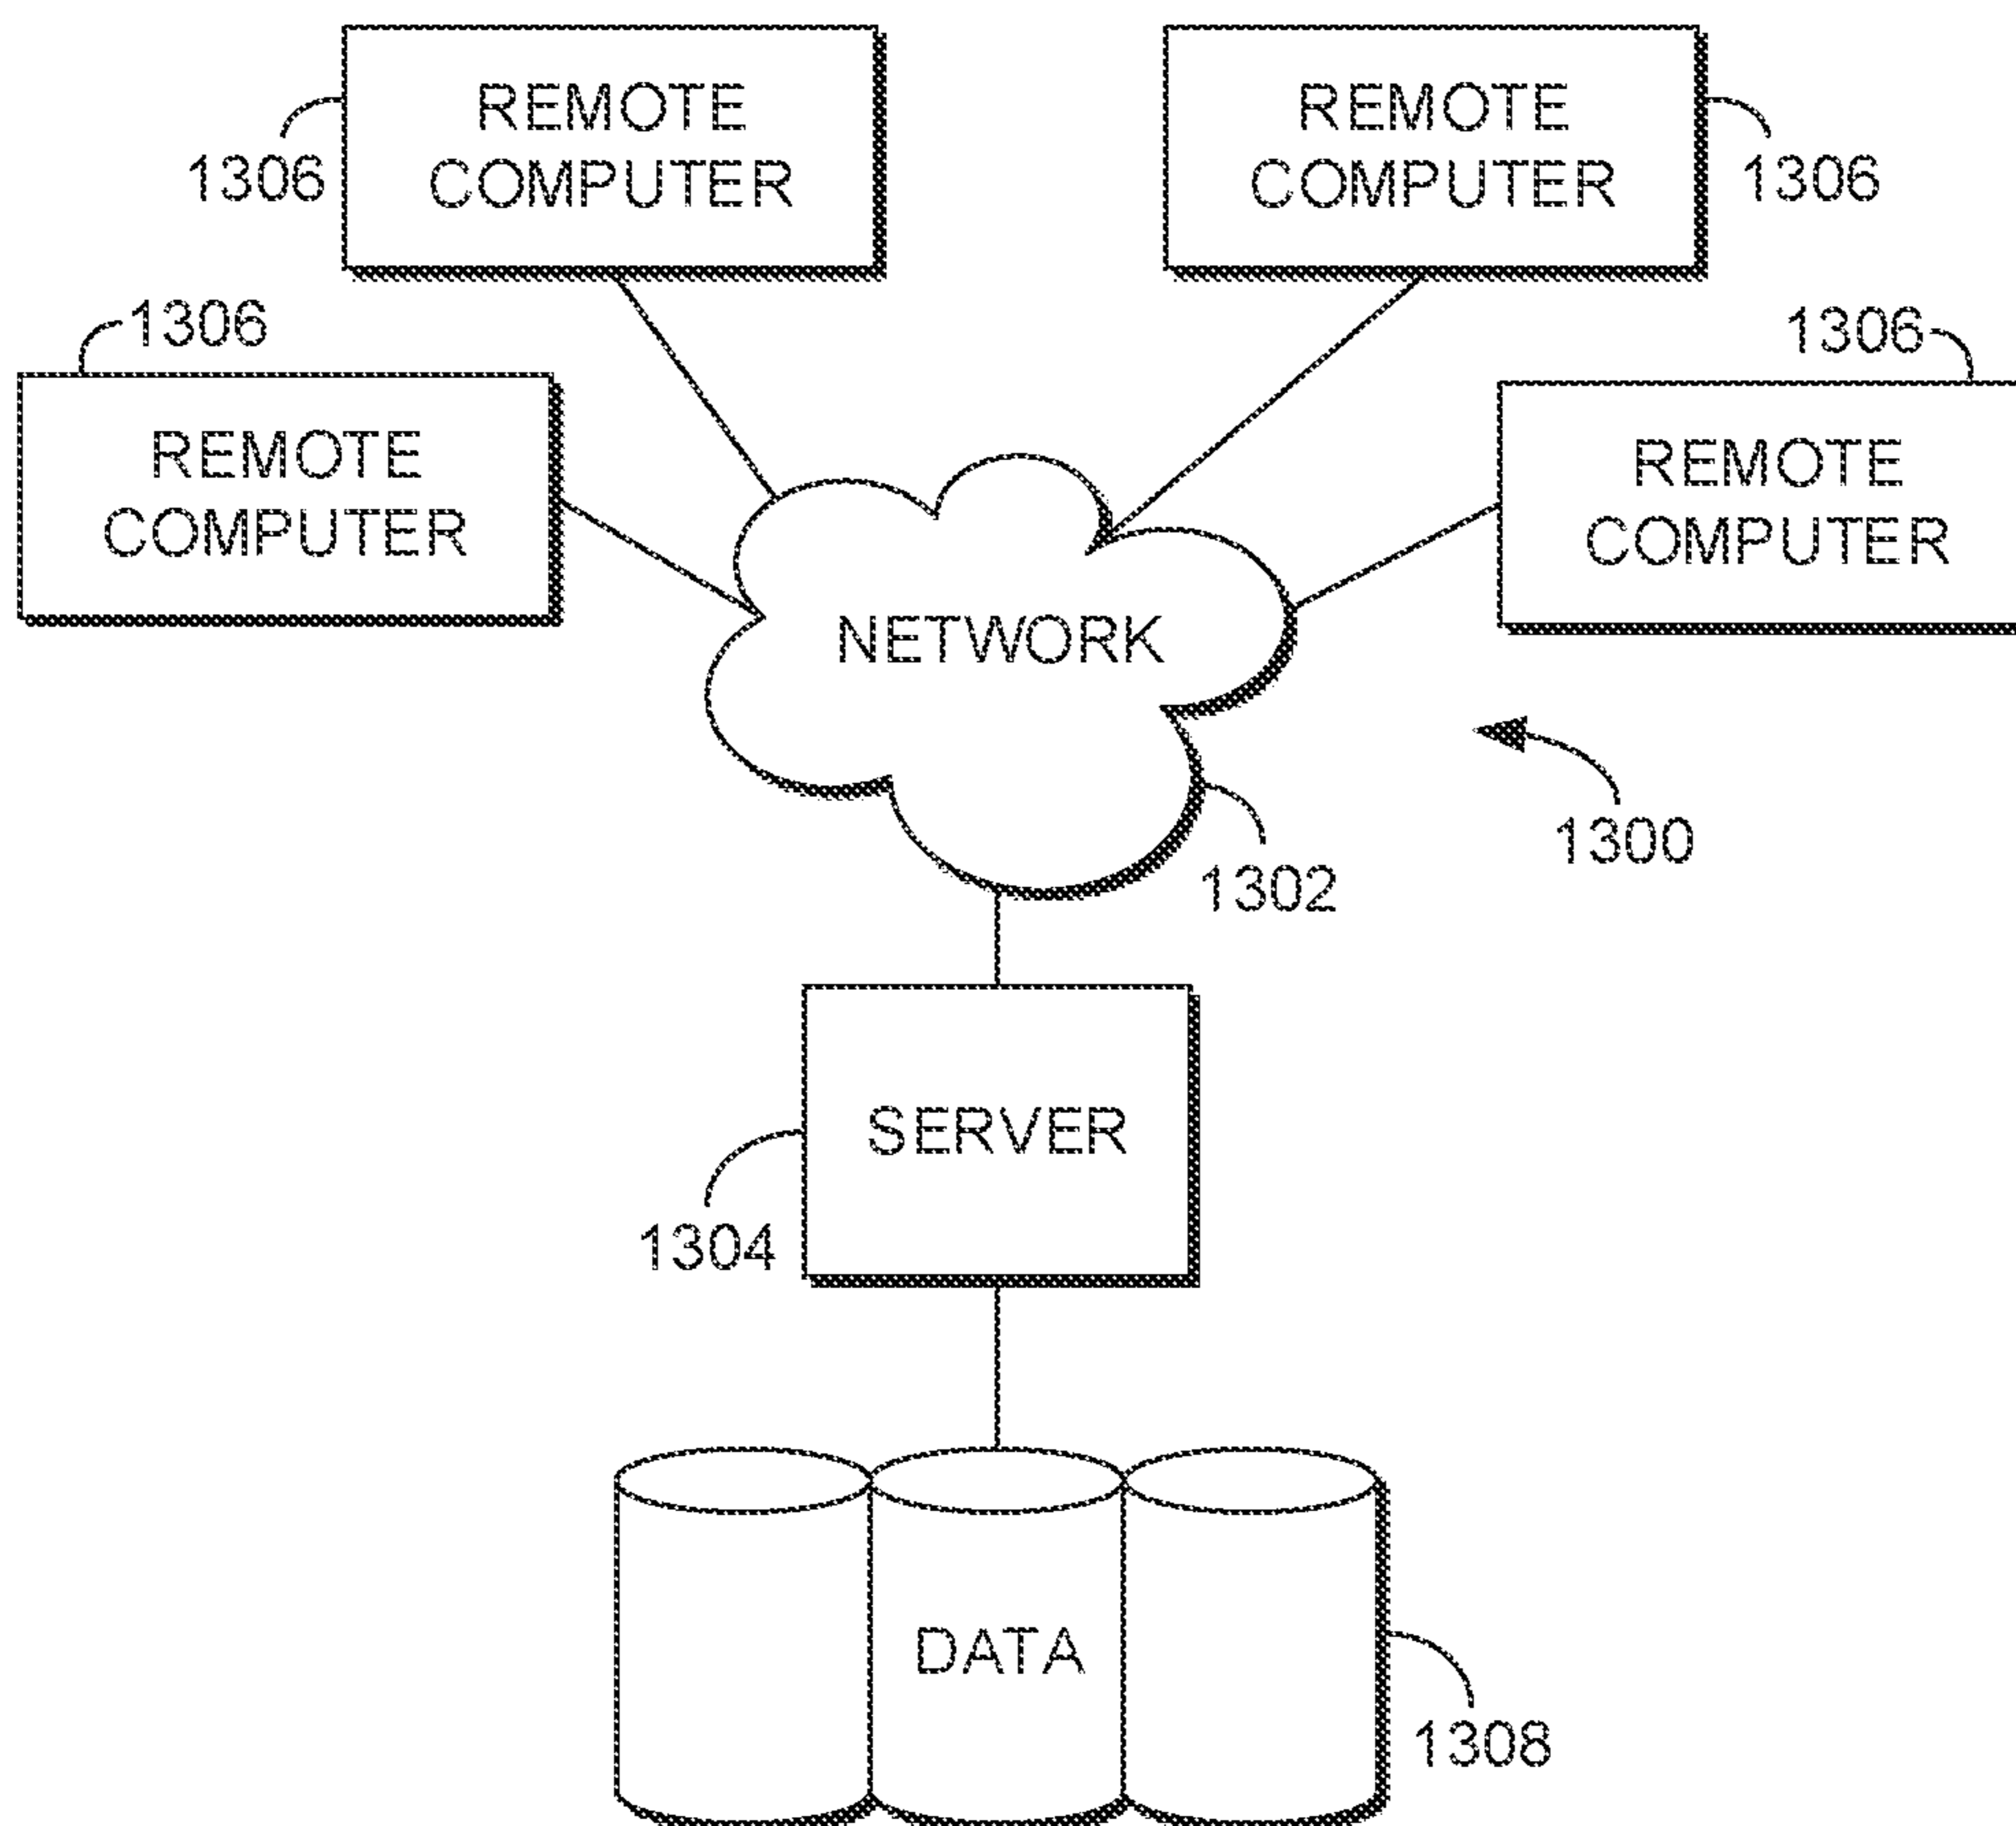 REMOTE
COMPUTER
1306
REMOTE
COMPUTER
1306
1306
REMOTE
COMPUTER
1306
REMOTE
COMPUTER
NETWORK
1300
1302
SERVER
1304
DATA
1308